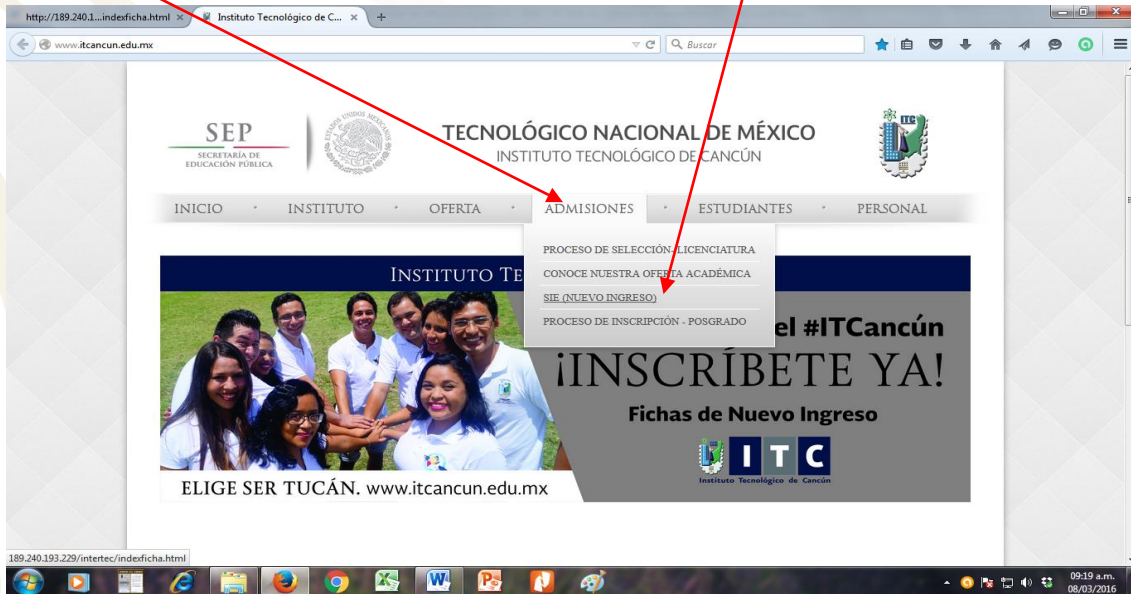 http://189.240.1...indexficha.html
Instituto Tecnológico de C...
www.itcancun.edu.mx
Buscar
SEP
SECRETARÍA DE
EDUCACIÓN PÚBLICA
ESTADOS UNIDOS MEXICANOS
TECNOLÓGICO NACIONAL DE MÉXICO
INSTITUTO TECNOLÓGICO DE CANCÚN
ITC
INICIO · INSTITUTO · OFERTA · ADMISIONES · ESTUDIANTES · PERSONAL
PROCESO DE SELECCIÓN- LICENCIATURA
CONOCE NUESTRA OFERTA ACADÉMICA
SIE (NUEVO INGRESO)
PROCESO DE INSCRIPCIÓN - POSGRADO
INSTITUTO TE
el #ITCancún
¡INSCRÍBETE YA!
Fichas de Nuevo Ingreso
ITC
Instituto Tecnológico de Cancún
ELIGE SER TUCÁN. www.itcancun.edu.mx
189.240.193.229/intertec/indexficha.html
09:19 a.m.
08/03/2016